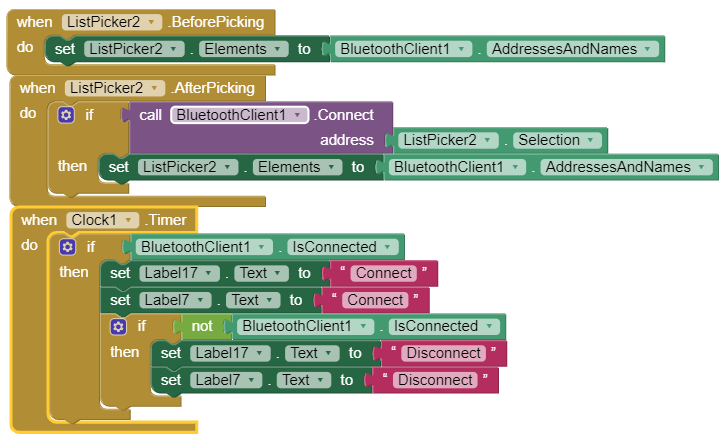 when ListPicker2 .BeforePicking
do set ListPicker2 . Elements to BluetoothClient1 . AddressesAndNames
when ListPicker2 .AfterPicking
do if call BluetoothClient1 .Connect
address ListPicker2 . Selection
then set ListPicker2 . Elements to BluetoothClient1 . AddressesAndNames
when Clock1 .Timer
do if BluetoothClient1 . IsConnected
then set Label17 . Text to “ Connect ”
set Label7 . Text to “ Connect ”
if not BluetoothClient1 . IsConnected
then set Label17 . Text to “ Disconnect ”
set Label7 . Text to “ Disconnect ”